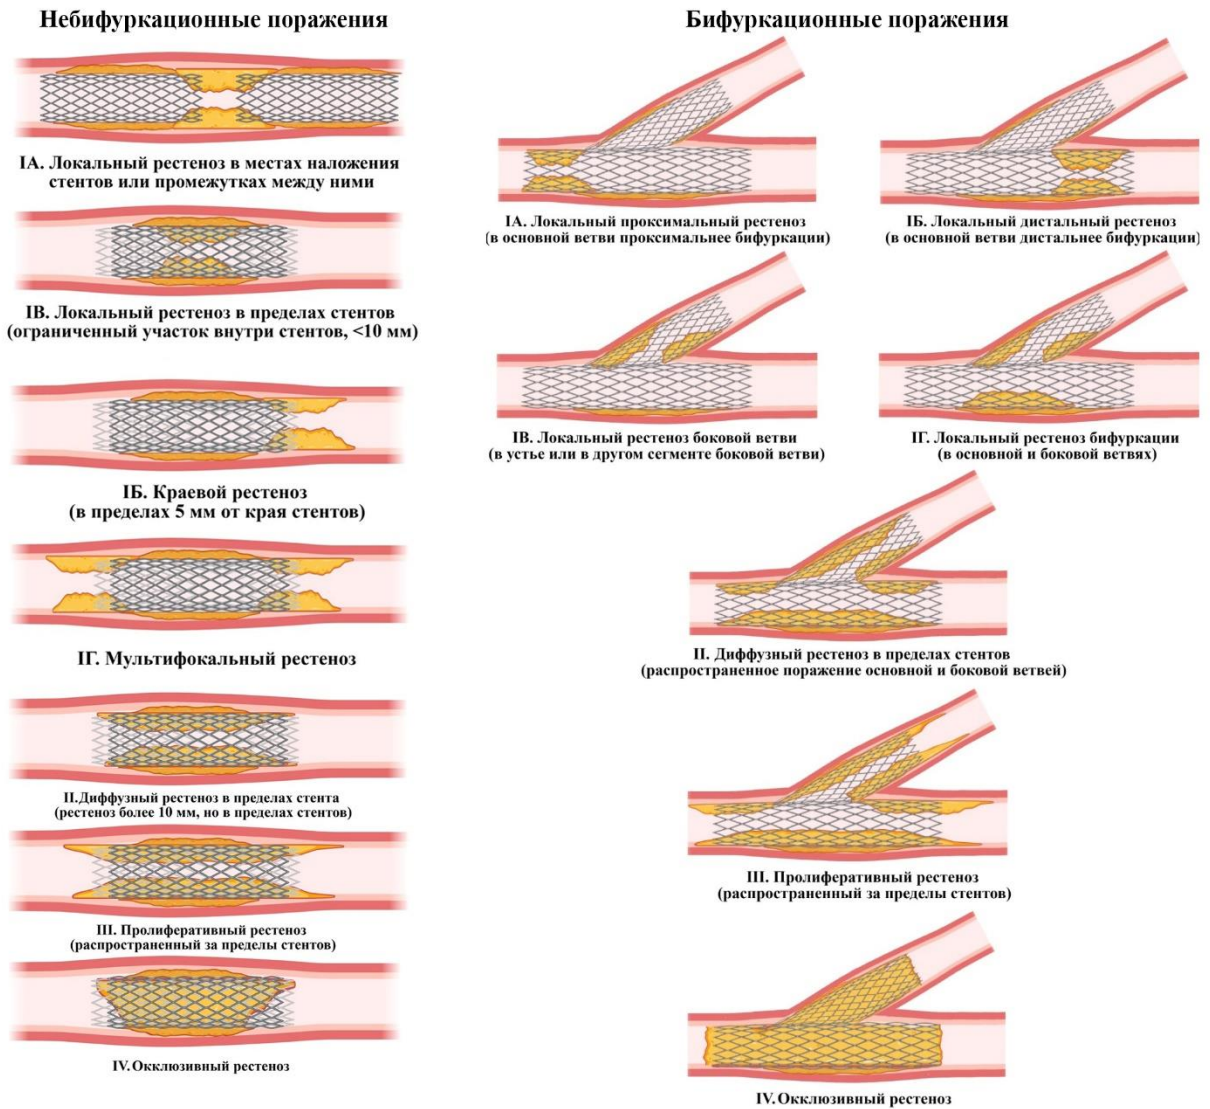 Небифуркационные поражения
IА. Локальный рестеноз в местах наложения
стентов или промежутках между ними
IВ. Локальный рестеноз в пределах стентов
(ограниченный участок внутри стентов, <10 мм)
IБ. Краевой рестеноз
(в пределах 5 мм от края стентов)
IГ. Мультифокальный рестеноз
II.Диффузный рестеноз в пределах стента
(рестеноз более 10 мм, но в пределах стентов)
III. Пролиферативный рестеноз
(распространенный за пределы стентов)
IV. Окклюзивный рестеноз
Бифуркационные поражения
IА. Локальный проксимальный рестеноз
(в основной ветви проксимальнее бифуркации)
IБ. Локальный дистальный рестеноз
(в основной ветви дистальнее бифуркации)
IВ. Локальный рестеноз боковой ветви
(в устье или в другом сегменте боковой ветви)
IГ. Локальный рестеноз бифуркации
(в основной и боковой ветвях)
II. Диффузный рестеноз в пределах стентов
(распространенное поражение основной и боковой ветвей)
III. Пролиферативный рестеноз
(распространенный за пределы стентов)
IV. Окклюзивный рестеноз